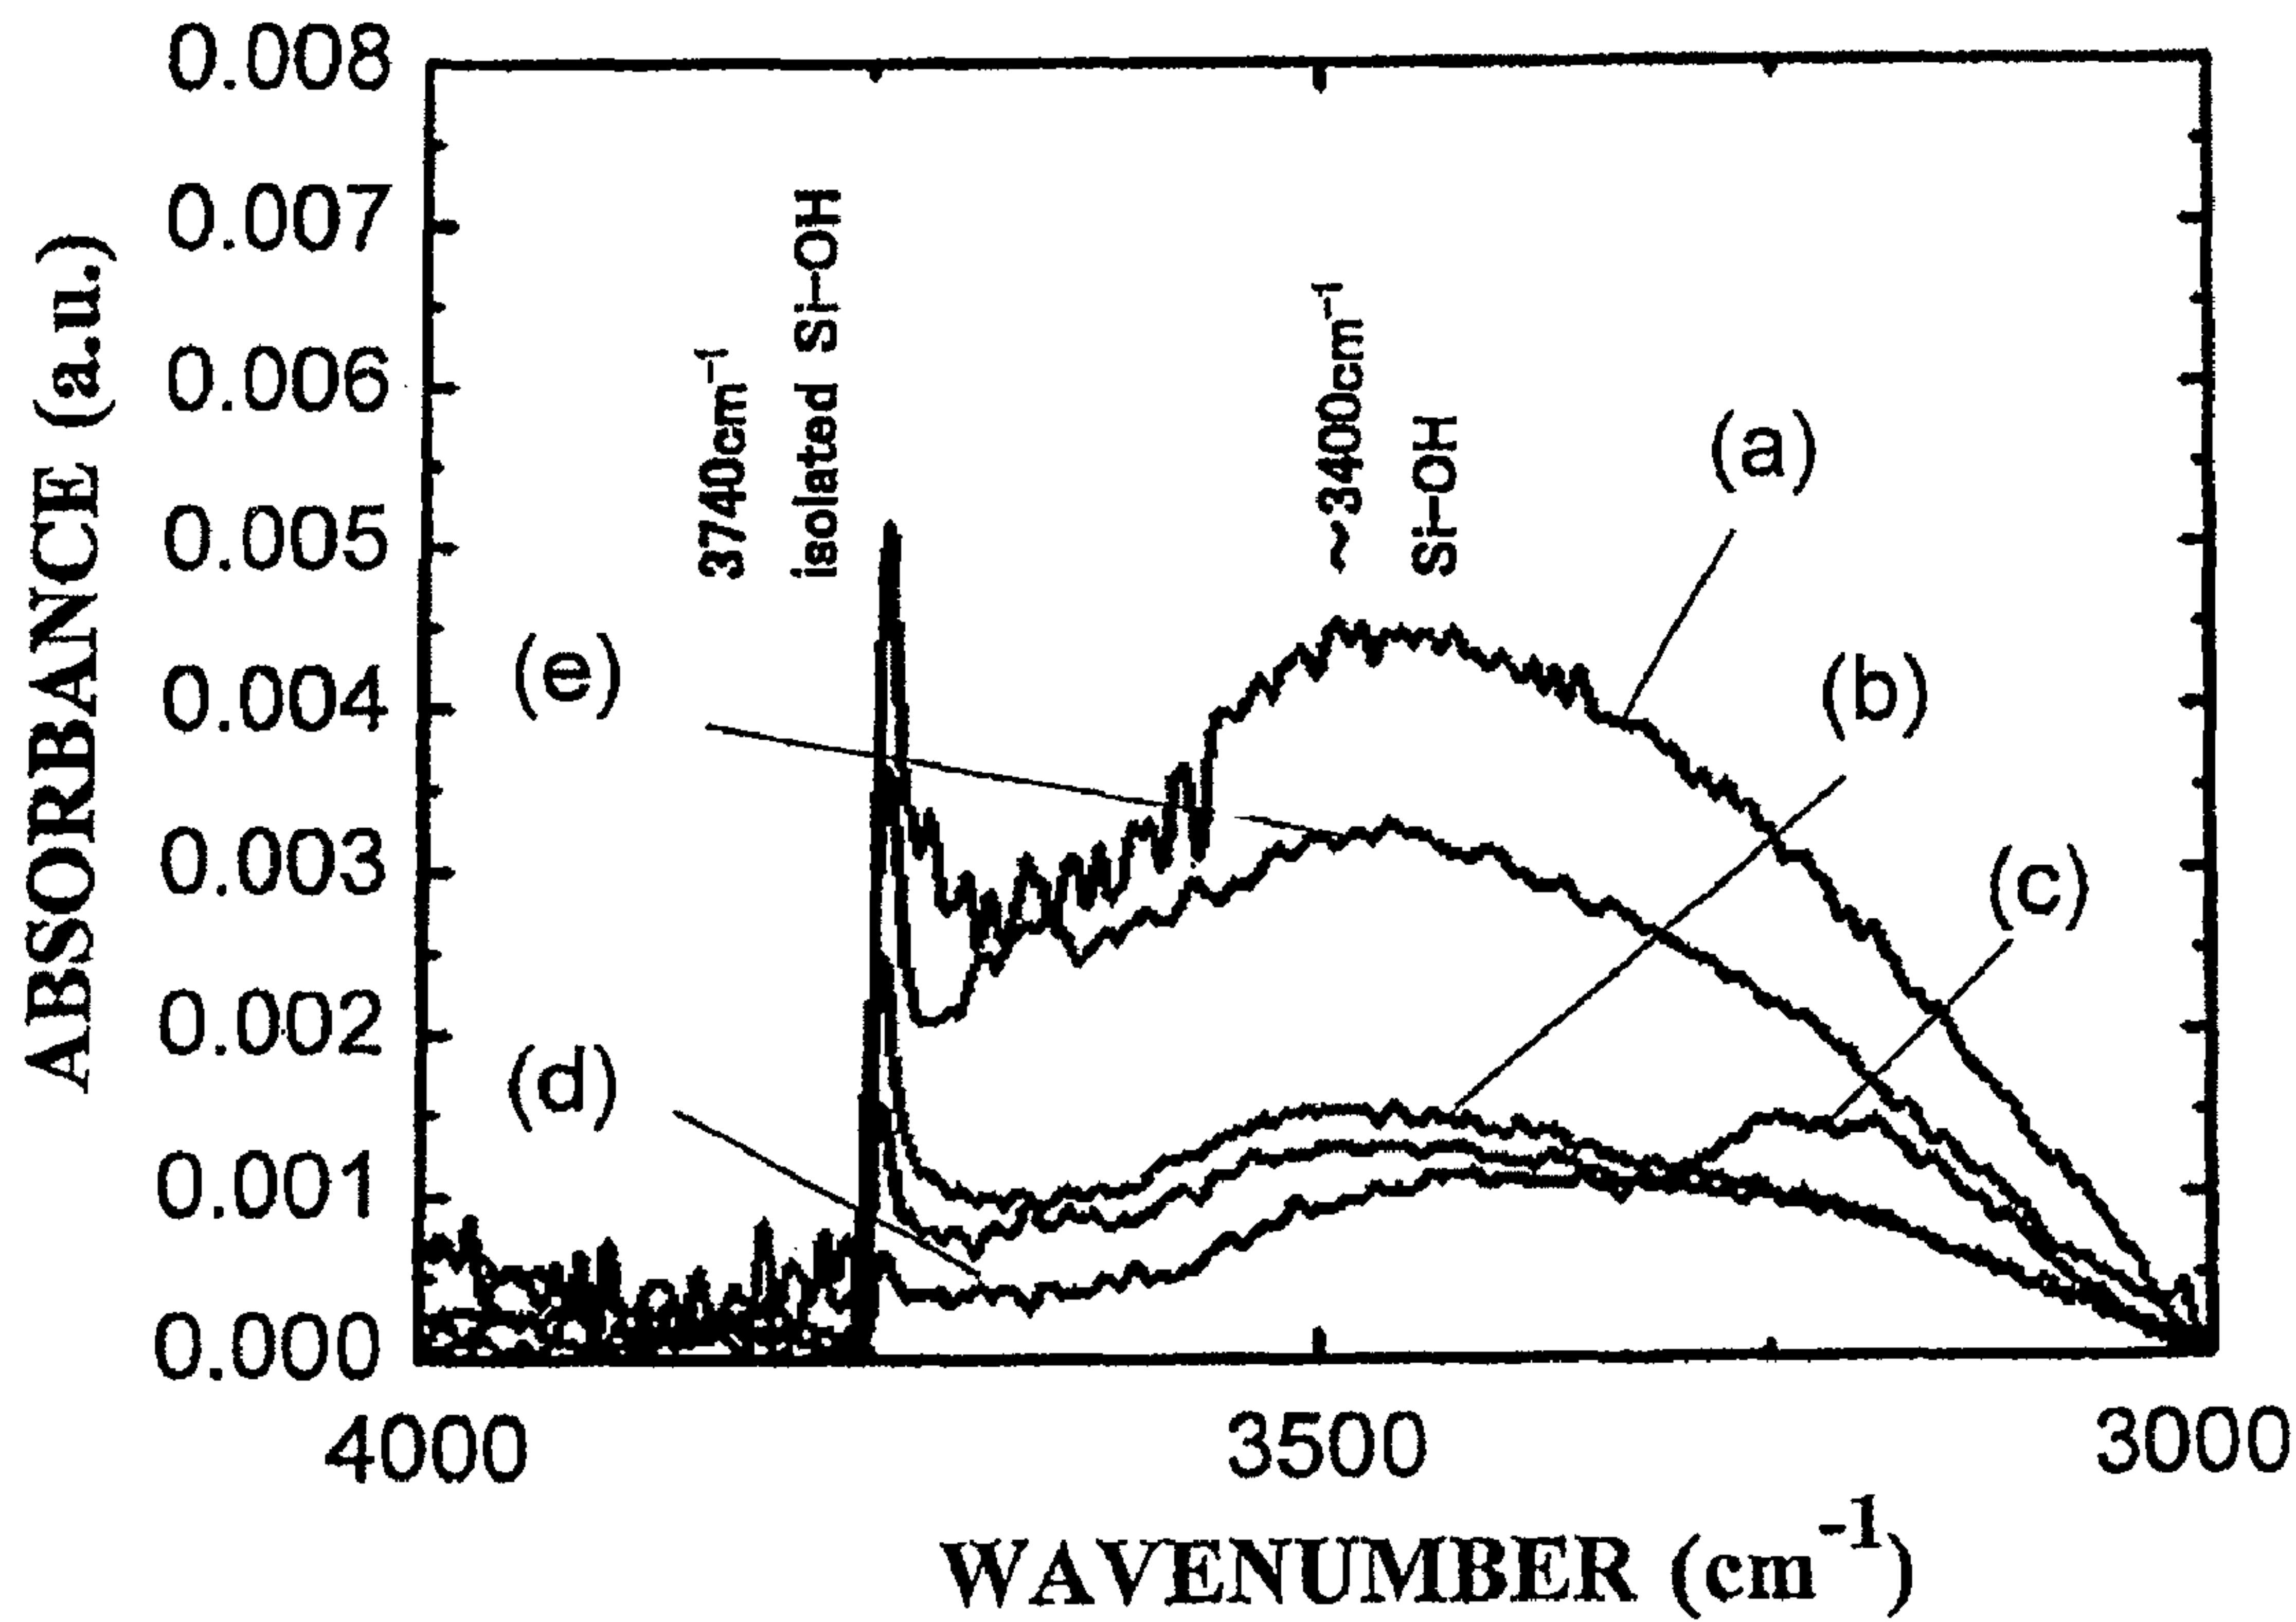 ABSORBANCE (a.u.)
0.008
0.007
0.006
0.005
0.004
0.003
0.002
0.001
0.000
3740cm⁻¹
isolated Si-OH
~3400cm⁻¹
Si-OH
(a)
(b)
(c)
(d)
(e)
4000
3500
3000
WAVENUMBER (cm⁻¹)